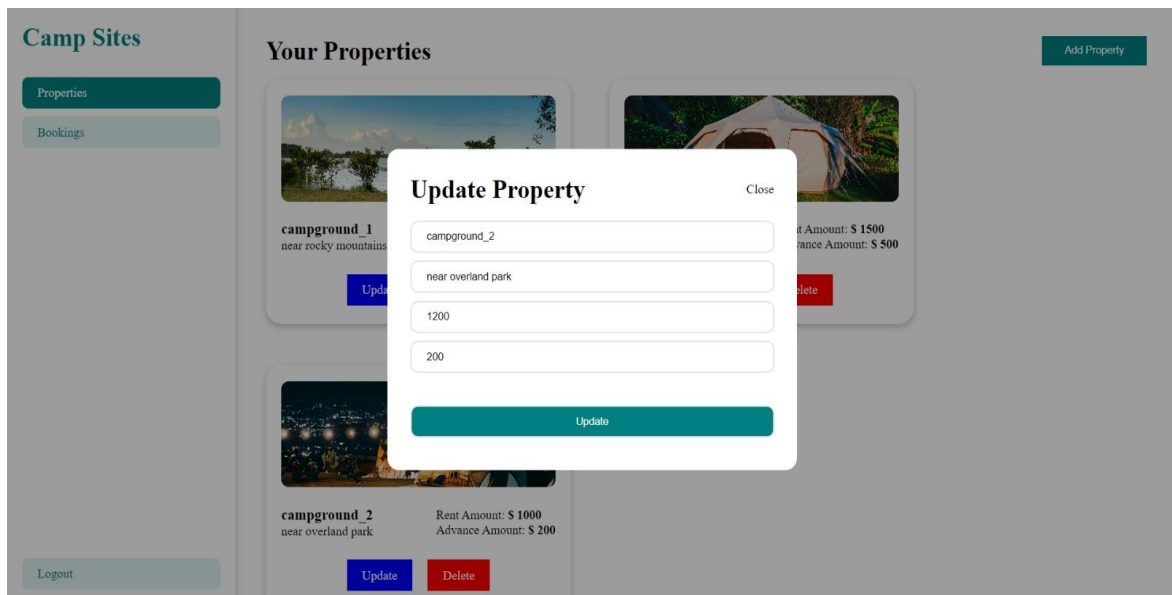 Camp Sites
Properties
Bookings
Logout
Your Properties
Add Property
campground_1
near rocky mountains
t Amount: $ 1500
vance Amount: $ 500
Upda
elete
Update Property
Close
campground_2
near overland park
1200
200
Update
campground_2
near overland park
Rent Amount: $ 1000
Advance Amount: $ 200
Update
Delete